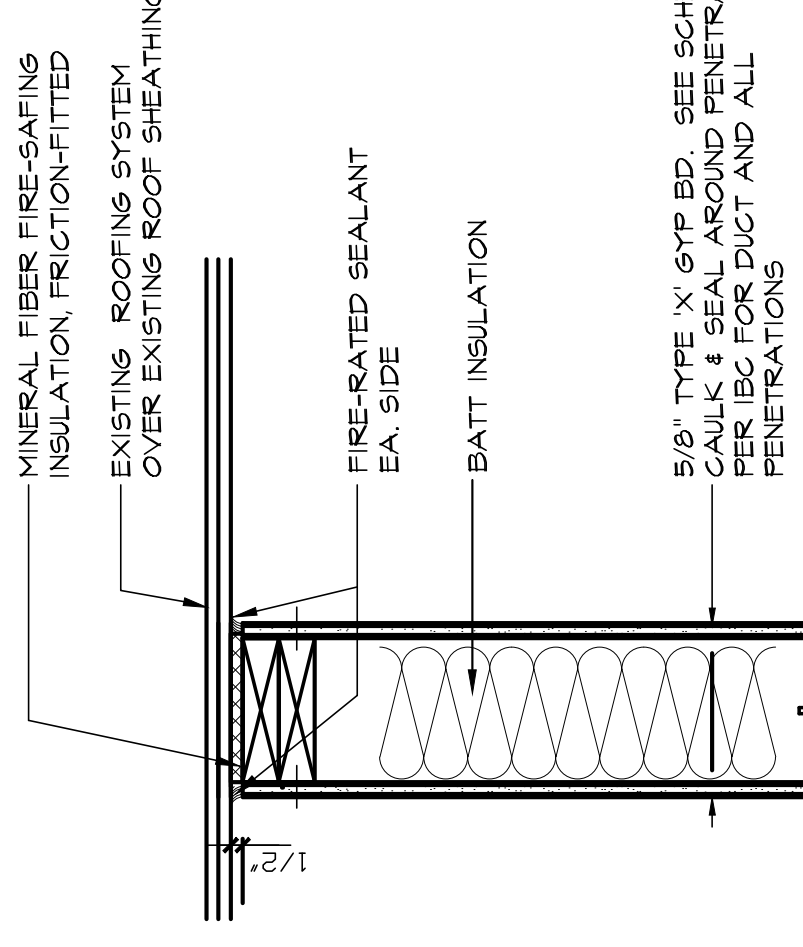 MINERAL FIBER FIRE-SAFING
INSULATION, FRICTION-FITTED
EXISTING ROOFING SYSTEM
OVER EXISTING ROOF SHEATHING
FIRE-RATED SEALANT
EA. SIDE
BATT INSULATION
5/8" TYPE 'X' GYP BD. SEE SCH
CAULK & SEAL AROUND PENETRA
PER IBC FOR DUCT AND ALL
PENETRATIONS
1/2"